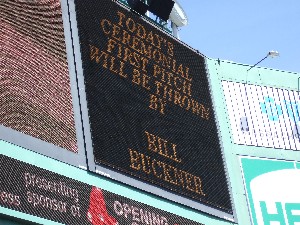 TODAY'S
CEREMONIAL
FIRST PITCH
WILL BE THROWN
BY
BILL
BUCKNER
presenting
sponsor of
OPENING